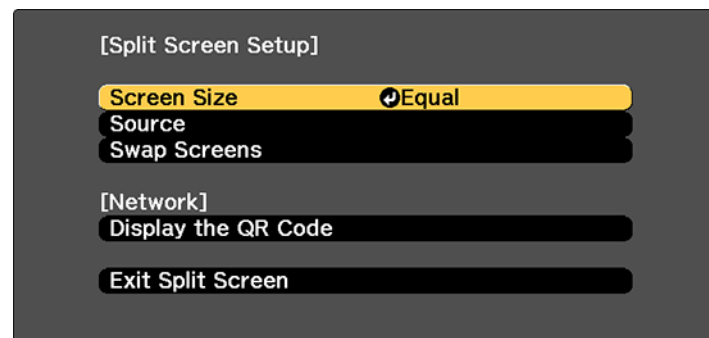 [Split Screen Setup]
Screen Size Equal
Source
Swap Screens
[Network]
Display the QR Code
Exit Split Screen